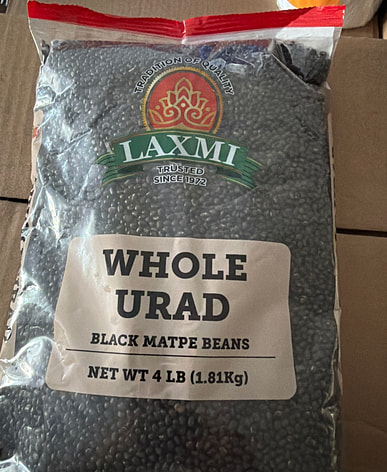 TRADITION OF QUALITY
LAXMI
TRUSTED
SINCE 1972
WHOLE
URAD
BLACK MATPE BEANS
NET WT 4 LB (1.81Kg)